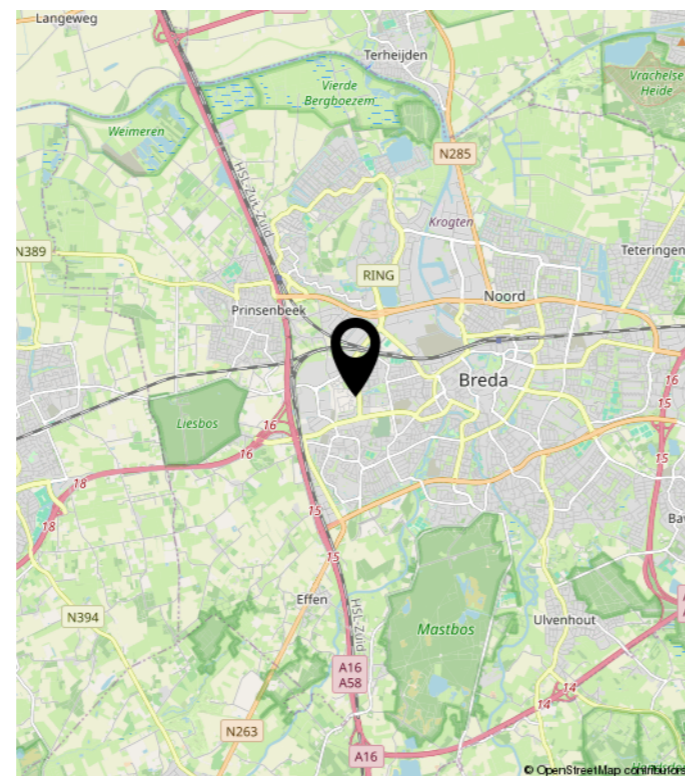 Langeweg
Terheijden
Vrachelse
Heide
Vierde
Bergboezem
Weimeren
N285
HSL-Zuid
Krogten
N389
RING
Teteringen
Noord
Prinsenbeek
Breda
16
15
Liesbos
16
16
15
18
15
18
15
Effen
HSL-Zuid
N394
Ulvenhout
Mastbos
A16
A58
14
14
N263
A16
© OpenStreetMap contributors